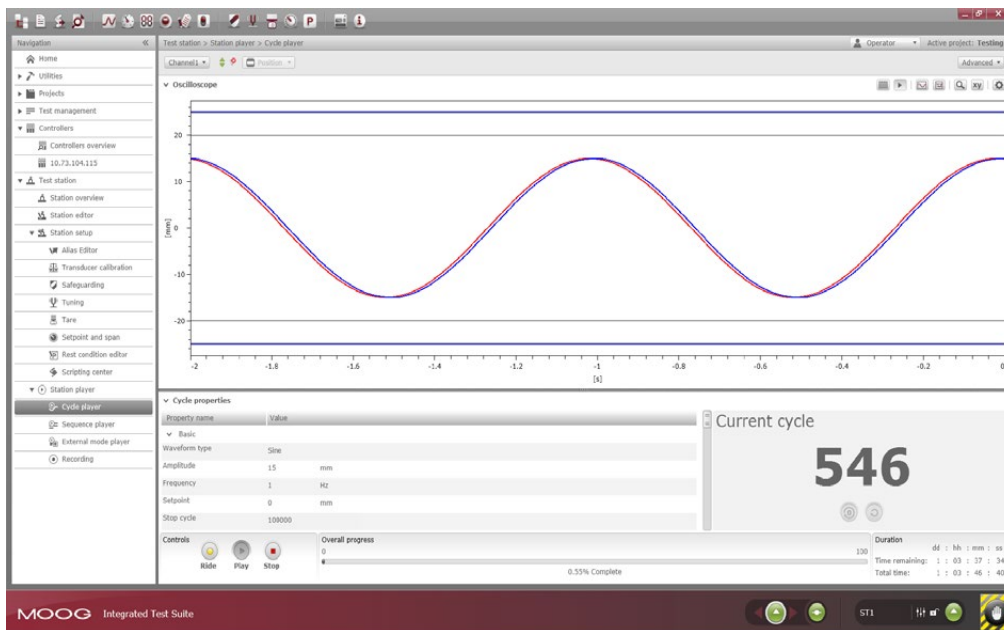 Navigation
Test station > Station player > Cycle player
Operator
Active project: Testing
Home
Utilities
Projects
Test management
Controllers
Controllers overview
10.73.104.115
Test station
Station overview
Station editor
Station setup
Alias Editor
Transducer calibration
Safeguarding
Tuning
Tare
Setpoint and span
Rest condition editor
Scripting center
Station player
Cycle player
Sequence player
External mode player
Recording
Channel1
Position
Advanced
Oscilloscope
xy
20
10
0
-10
-20
[mm]
-2 -1.8 -1.6 -1.4 -1.2 -1 -0.8 -0.6 -0.4 -0.2 0
[s]
Cycle properties
Property name Value
Basic
Waveform type Sine
Amplitude 15 mm
Frequency 1 Hz
Setpoint 0 mm
Stop cycle
Current cycle
546
Controls
Ride Play Stop
Overall progress
0
0.55% Complete
Duration
dd : hh : mm : ss
Time remaining: 1 : 03 : 37 : 34
Total time: 1 : 03 : 46 : 40
MOOG Integrated Test Suite
ST1